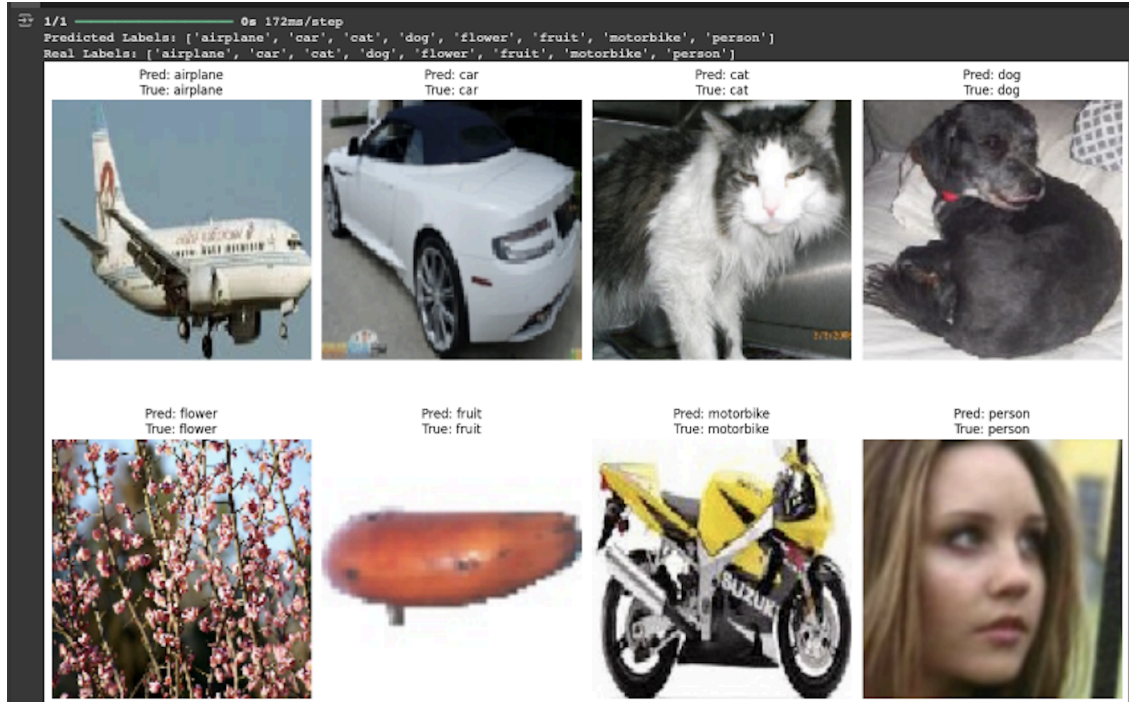 1/1 0s 172ms/step
Predicted Labels: ['airplane', 'car', 'cat', 'dog', 'flower', 'fruit', 'motorbike', 'person']
Real Labels: ['airplane', 'car', 'cat', 'dog', 'flower', 'fruit', 'motorbike', 'person']
Pred: airplane
True: airplane
Pred: car
True: car
Pred: cat
True: cat
Pred: dog
True: dog
Pred: flower
True: flower
Pred: fruit
True: fruit
Pred: motorbike
True: motorbike
Pred: person
True: person
SUZUKI